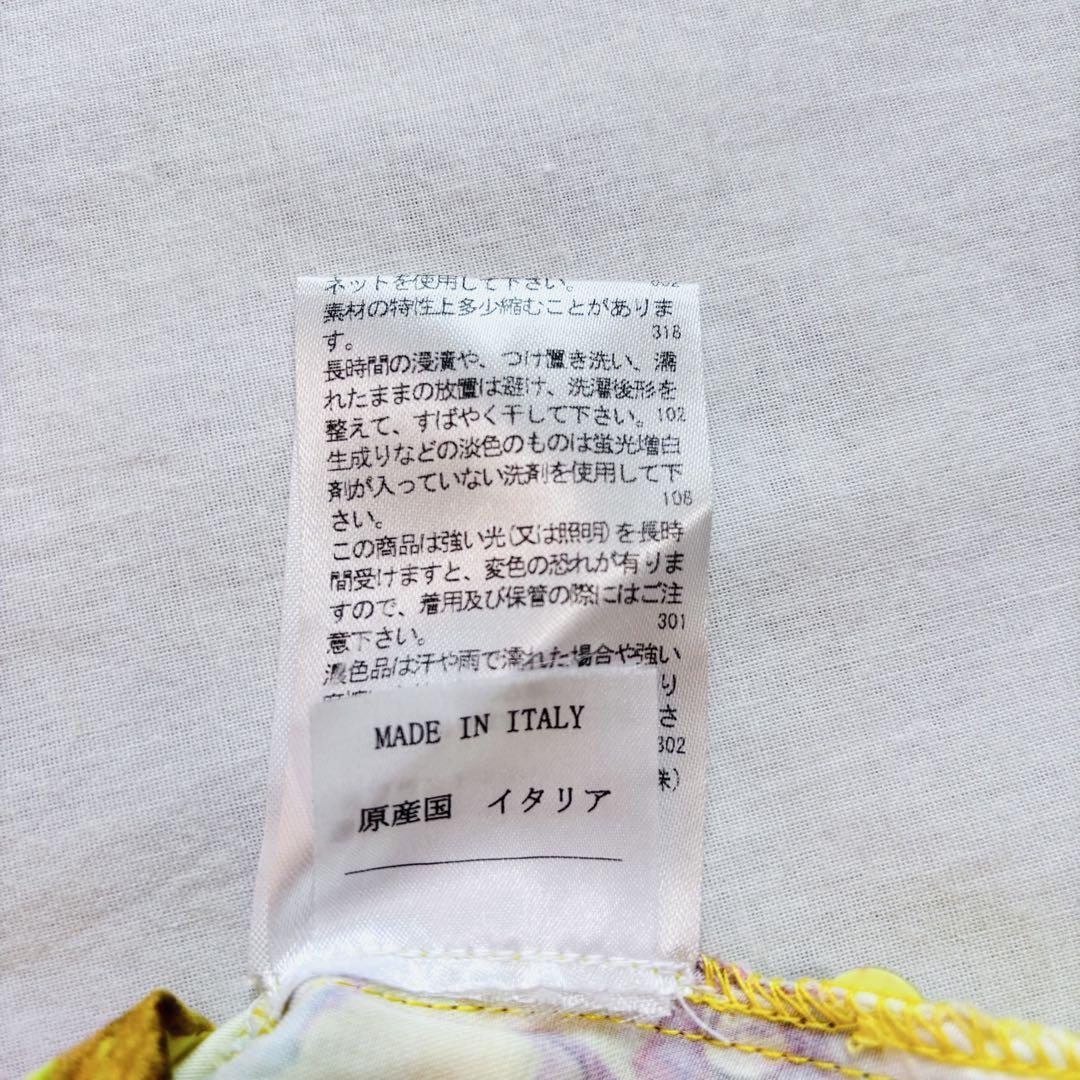 ネットを使用して下さい。 002
素材の特性上多少縮むことがありま
す。 318
長時間の浸漬や、つけ置き洗い、濡
れたままの放置は避け、洗濯後形を
整えて、すばやく干して下さい。102
生成りなどの淡色のものは蛍光増白
剤が入っていない洗剤を使用して下
さい。 108
この商品は強い光(又は照明)を長時
間受けますと、変色の恐れが有りま
すので、着用及び保管の際にはご注
意下さい。 301
濃色品は汗や雨で濡れた場合や強い
り
さ
302
株)
MADE IN ITALY
原産国 イタリア